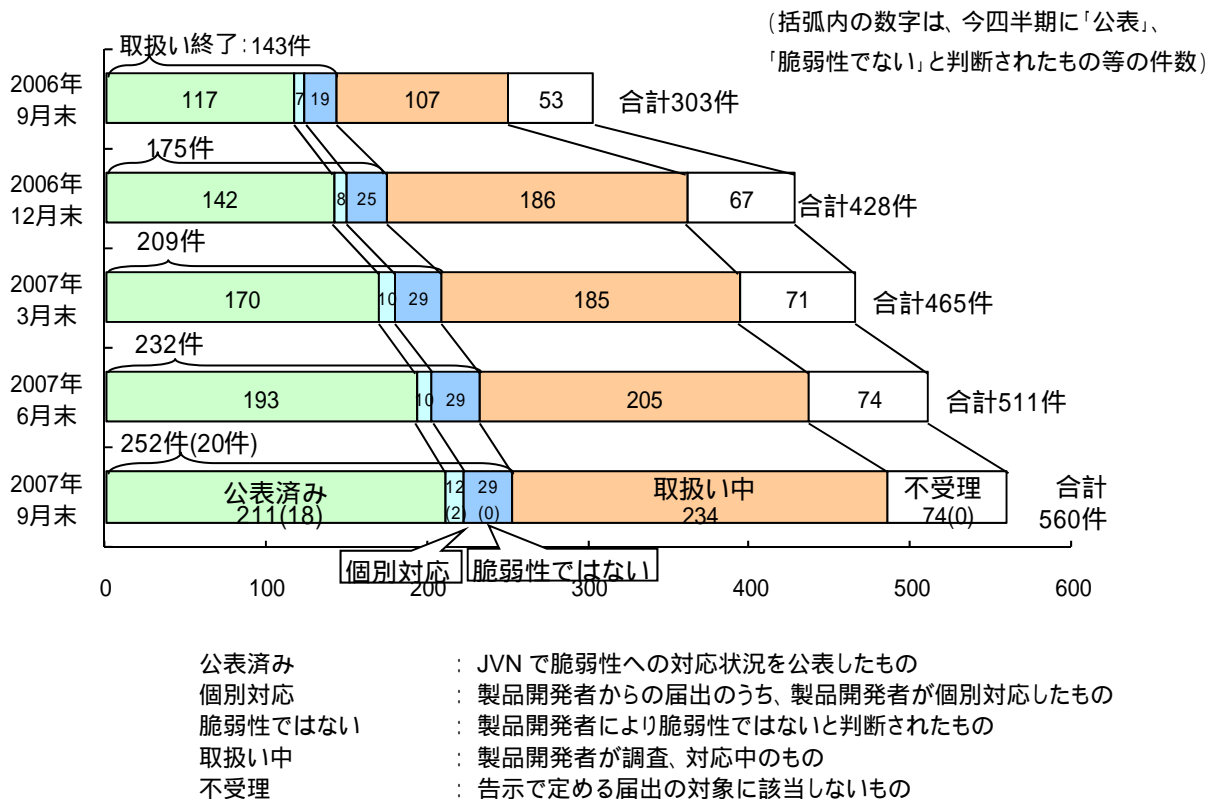 (括弧内の数字は、今四半期に「公表」、
「脆弱性でない」と判断されたもの等の件数)
取扱い終了:143件
2006年
9月末
117 7 19 107 53 合計303件
175件
2006年
12月末
142 8 25 186 67 合計428件
209件
2007年
3月末
170 10 29 185 71 合計465件
232件
2007年
6月末
193 10 29 205 74 合計511件
252件(20件)
2007年
9月末
公表済み 12 29 取扱い中 不受理 合計
211(18) (2) (0) 234 74(0) 560件
個別対応 脆弱性ではない
0 100 200 300 400 500 600
公表済み : JVN で脆弱性への対応状況を公表したもの
個別対応 : 製品開発者からの届出のうち、製品開発者が個別対応したもの
脆弱性ではない : 製品開発者により脆弱性ではないと判断されたもの
取扱い中 : 製品開発者が調査、対応中のもの
不受理 : 告示で定める届出の対象に該当しないもの